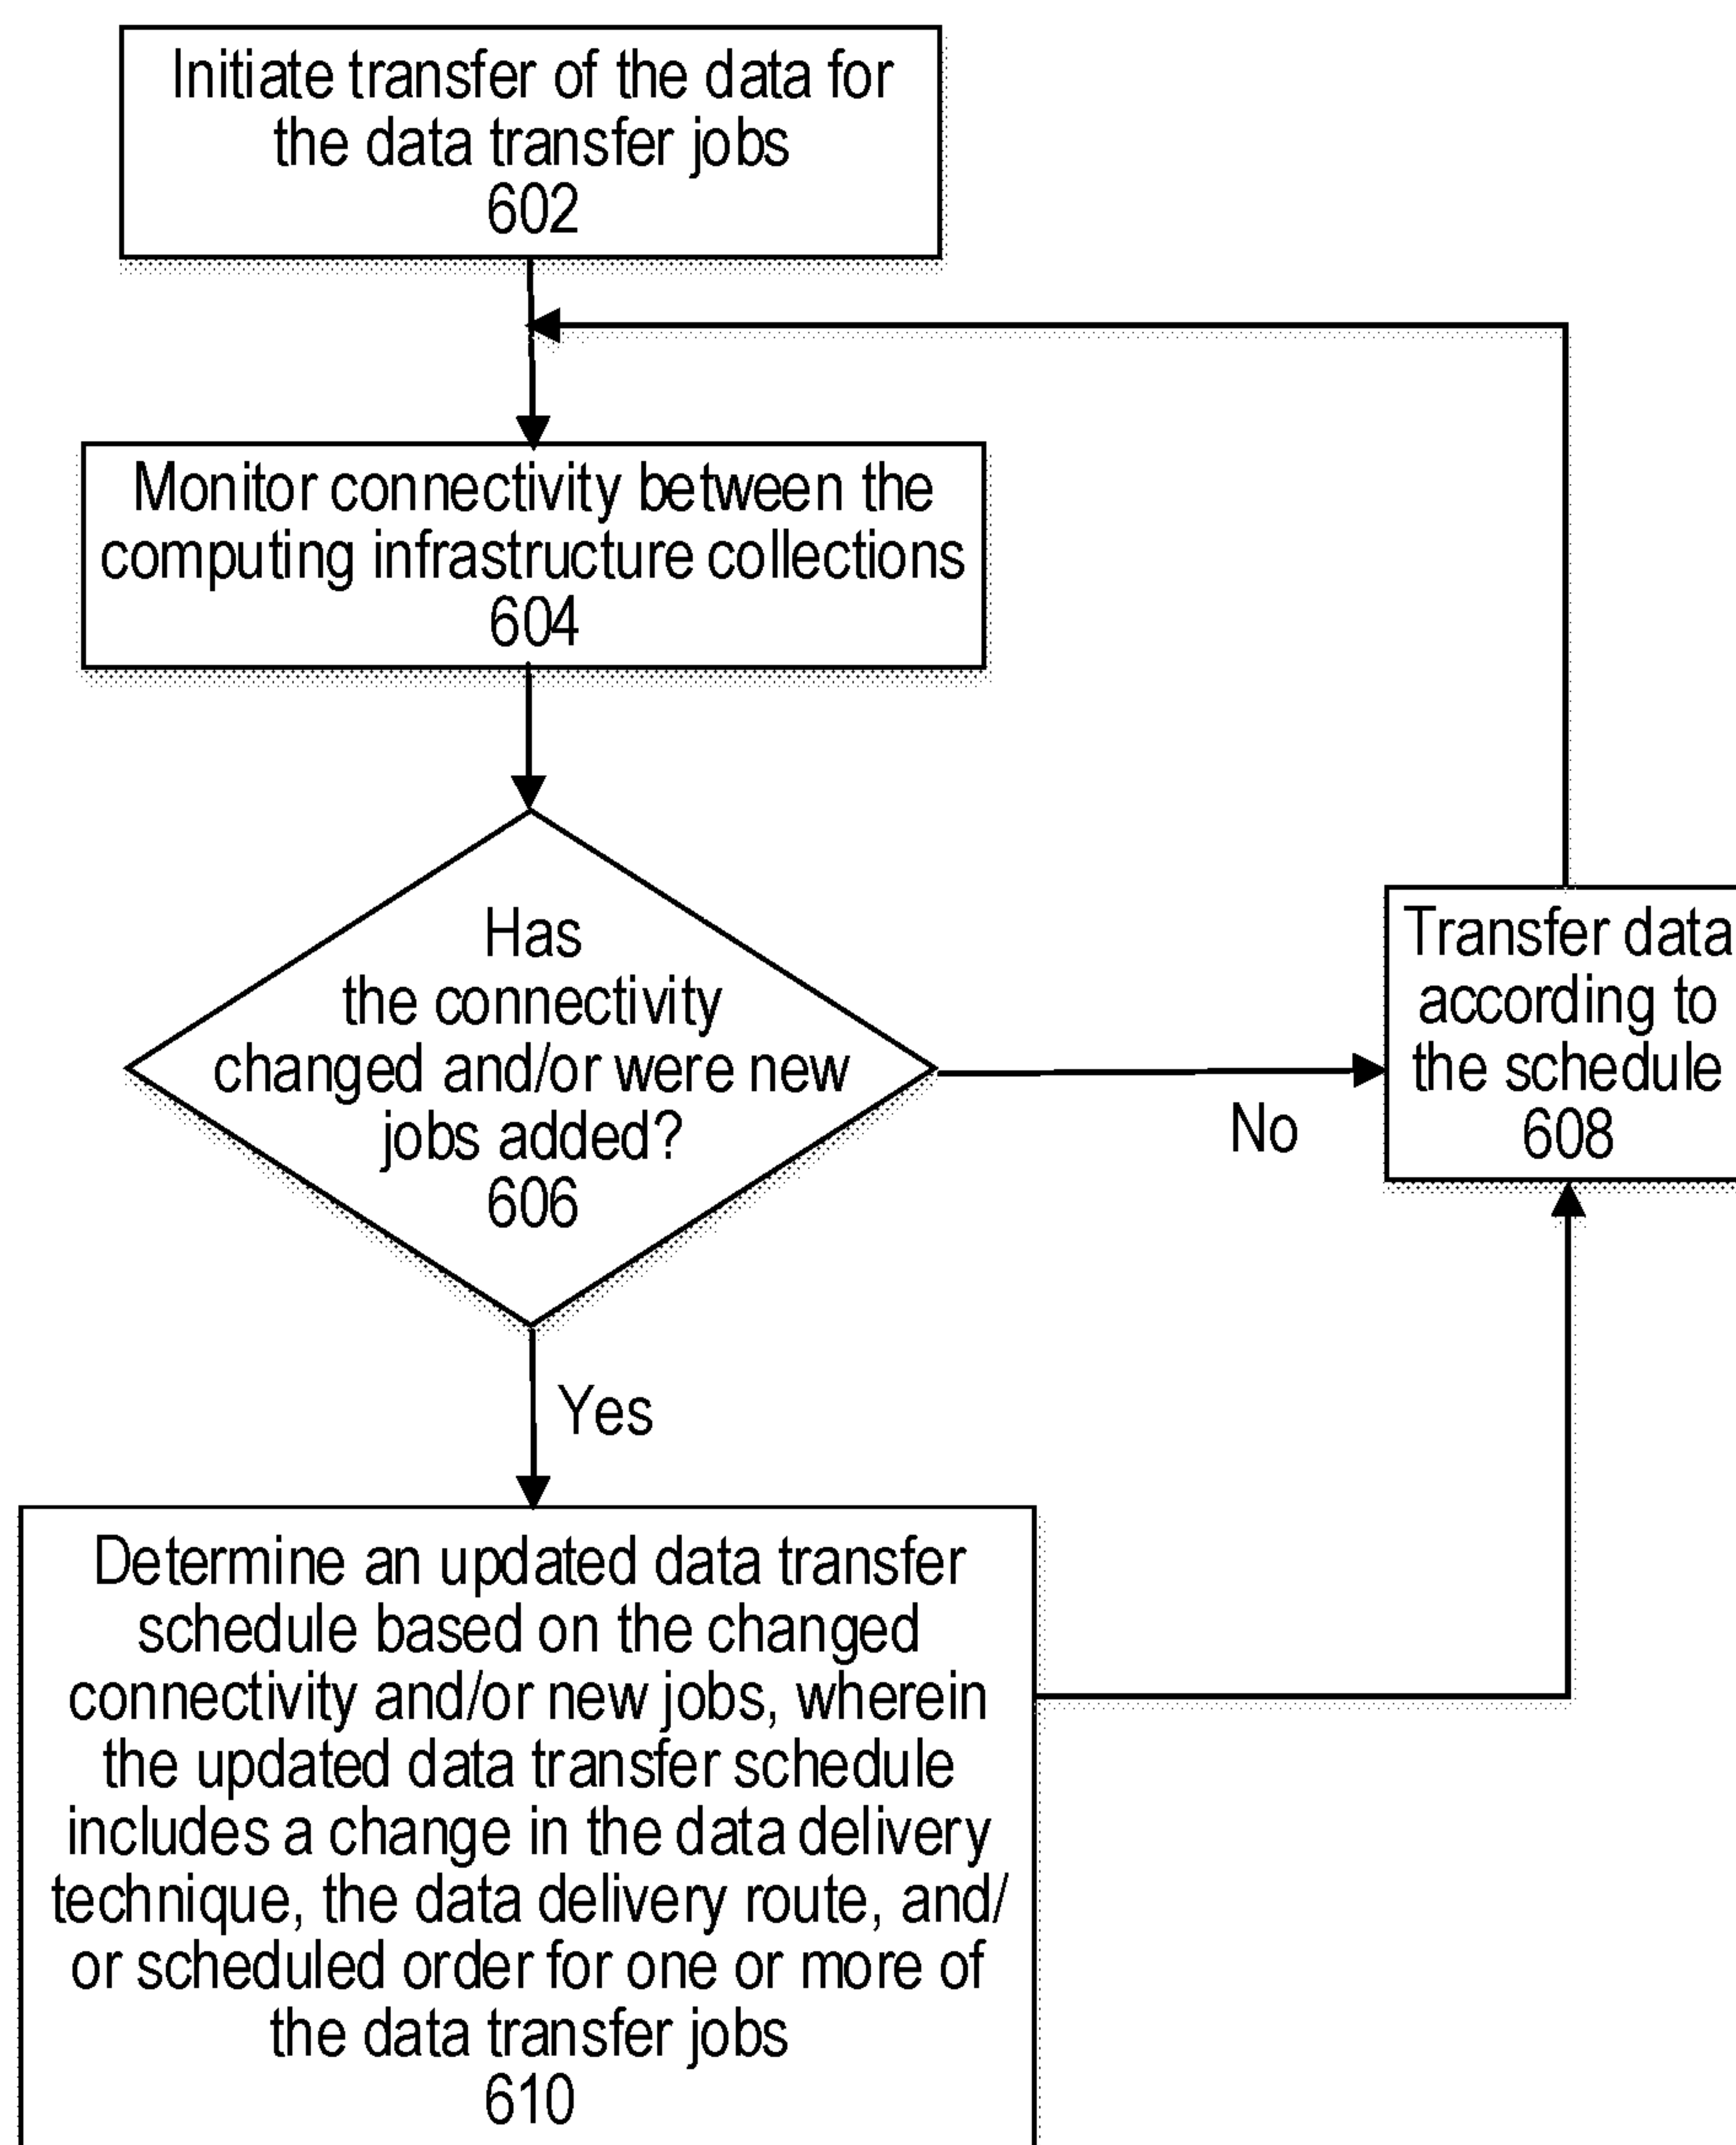 Initiate transfer of the data for
the data transfer jobs
602
Monitor connectivity between the
computing infrastructure collections
604
Has
the connectivity
changed and/or were new
jobs added?
606
No
Transfer data
according to
the schedule
608
Yes
Determine an updated data transfer
schedule based on the changed
connectivity and/or new jobs, wherein
the updated data transfer schedule
includes a change in the data delivery
technique, the data delivery route, and/
or scheduled order for one or more of
the data transfer jobs
610